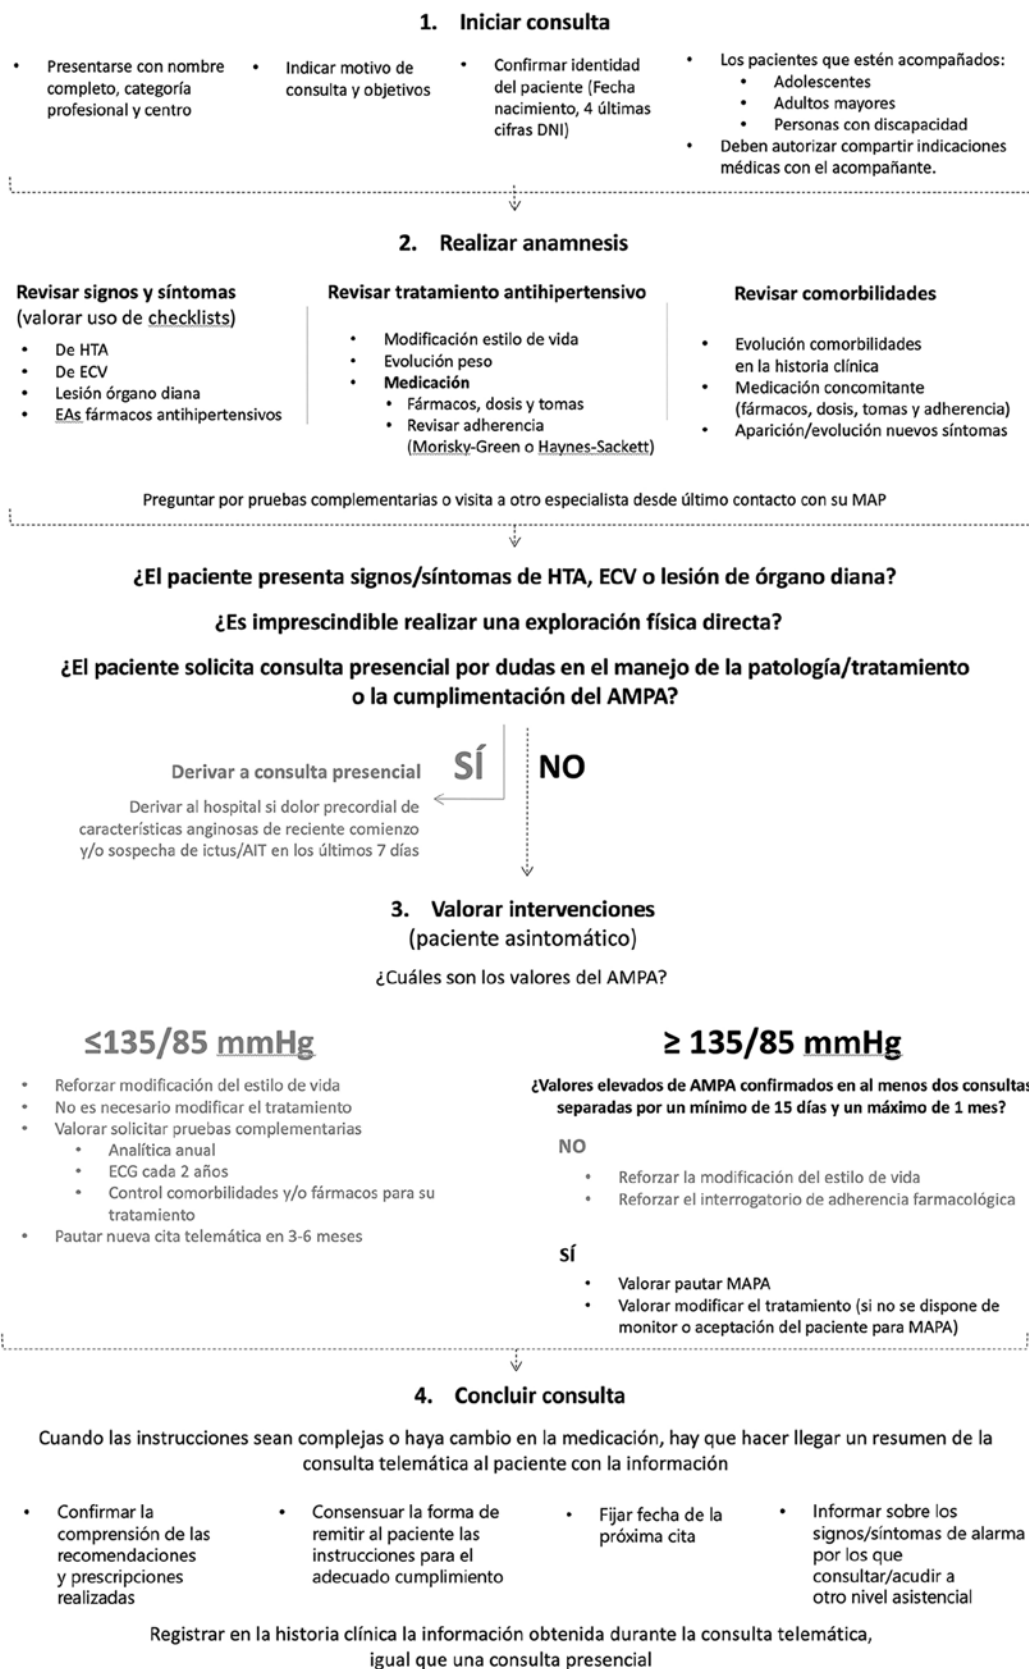 1. Iniciar consulta
• Presentarse con nombre
completo, categoría
profesional y centro
• Indicar motivo de
consulta y objetivos
• Confirmar identidad
del paciente (Fecha
nacimiento, 4 últimas
cifras DNI)
• Los pacientes que estén acompañados:
• Adolescentes
• Adultos mayores
• Personas con discapacidad
• Deben autorizar compartir indicaciones
médicas con el acompañante.
2. Realizar anamnesis
Revisar signos y síntomas
(valorar uso de checklists)
• De HTA
• De ECV
• Lesión órgano diana
• EAs fármacos antihipertensivos
Revisar tratamiento antihipertensivo
• Modificación estilo de vida
• Evolución peso
• Medicación
• Fármacos, dosis y tomas
• Revisar adherencia
(Morisky-Green o Haynes-Sackett)
Revisar comorbilidades
• Evolución comorbilidades
en la historia clínica
• Medicación concomitante
(fármacos, dosis, tomas y adherencia)
• Aparición/evolución nuevos síntomas
Preguntar por pruebas complementarias o visita a otro especialista desde último contacto con su MAP
¿El paciente presenta signos/síntomas de HTA, ECV o lesión de órgano diana?
¿Es imprescindible realizar una exploración física directa?
¿El paciente solicita consulta presencial por dudas en el manejo de la patología/tratamiento
o la cumplimentación del AMPA?
SÍ
NO
Derivar a consulta presencial
Derivar al hospital si dolor precordial de
características anginosas de reciente comienzo
y/o sospecha de ictus/AIT en los últimos 7 días
3. Valorar intervenciones
(paciente asintomático)
¿Cuáles son los valores del AMPA?
≤135/85 mmHg
• Reforzar modificación del estilo de vida
• No es necesario modificar el tratamiento
• Valorar solicitar pruebas complementarias
• Analítica anual
• ECG cada 2 años
• Control comorbilidades y/o fármacos para su
tratamiento
• Pautar nueva cita telemática en 3-6 meses
≥ 135/85 mmHg
¿Valores elevados de AMPA confirmados en al menos dos consultas
separadas por un mínimo de 15 días y un máximo de 1 mes?
NO
• Reforzar la modificación del estilo de vida
• Reforzar el interrogatorio de adherencia farmacológica
SÍ
• Valorar pautar MAPA
• Valorar modificar el tratamiento (si no se dispone de
monitor o aceptación del paciente para MAPA)
4. Concluir consulta
Cuando las instrucciones sean complejas o haya cambio en la medicación, hay que hacer llegar un resumen de la
consulta telemática al paciente con la información
• Confirmar la
comprensión de las
recomendaciones
y prescripciones
realizadas
• Consensuar la forma de
remitir al paciente las
instrucciones para el
adecuado cumplimiento
• Fijar fecha de la
próxima cita
• Informar sobre los
signos/síntomas de alarma
por los que
consultar/acudir a
otro nivel asistencial
Registrar en la historia clínica la información obtenida durante la consulta telemática,
igual que una consulta presencial